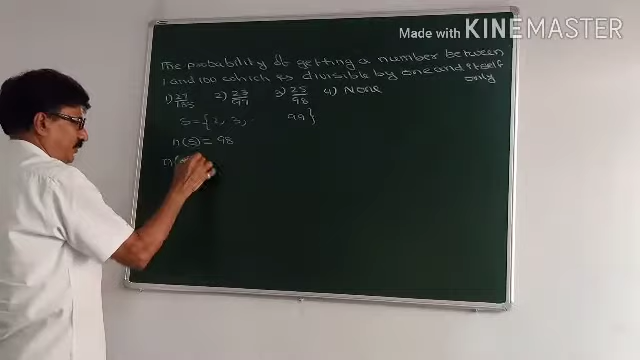 Made with KINEMASTER
The probability of getting a number between
1 and 100 which is divisible by one and itself
only
1) 27/155 2) 23/99 3) 25/98 4) None
S = { 2, 3, 99 }
n(S) = 98
n(